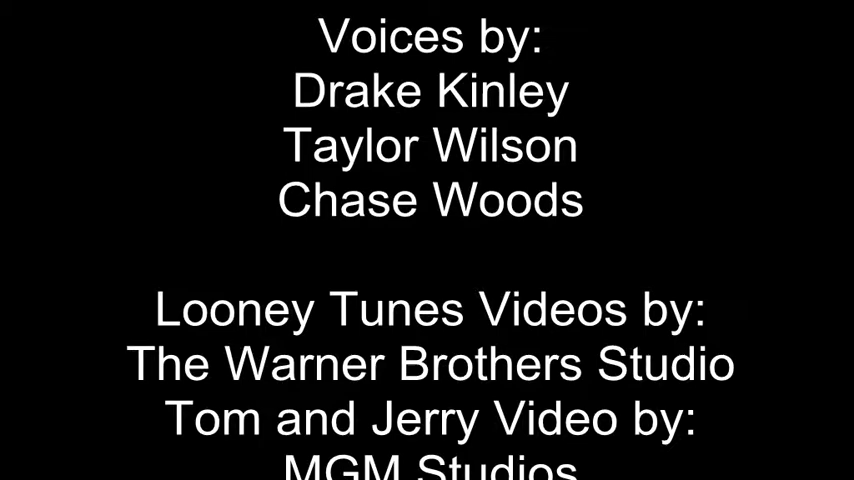 Voices by:
Drake Kinley
Taylor Wilson
Chase Woods
Looney Tunes Videos by:
The Warner Brothers Studio
Tom and Jerry Video by:
MGM Studios